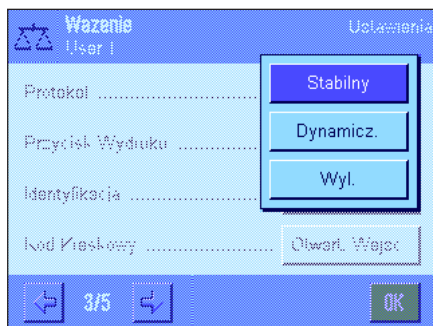 Wazenie
Ustawienia
User 1
Protokol
Stabilny
Przycisk Wydruku
Dynamicz.
Identyfikacja
Wyl.
Kod Kreskowy
Otwart. Wejsc
3/5
OK